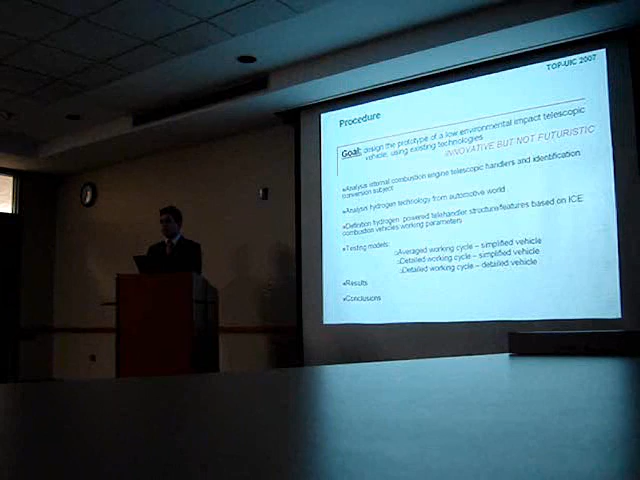 TOP-UIC 2007
Procedure
Goal: design the prototype of a low environmental impact telescopic
vehicle, using existing technologies
INNOVATIVE BUT NOT FUTURISTIC
Analysis internal combustion engine telescopic handlers and identification
conversion subject
Analysis hydrogen technology from automotive world
Definition hydrogen powered telehandler structure/features based on ICE
combustion vehicles working parameters
Testing models:
Averaged working cycle – simplified vehicle
Detailed working cycle – simplified vehicle
Detailed working cycle – detailed vehicle
Results
Conclusions